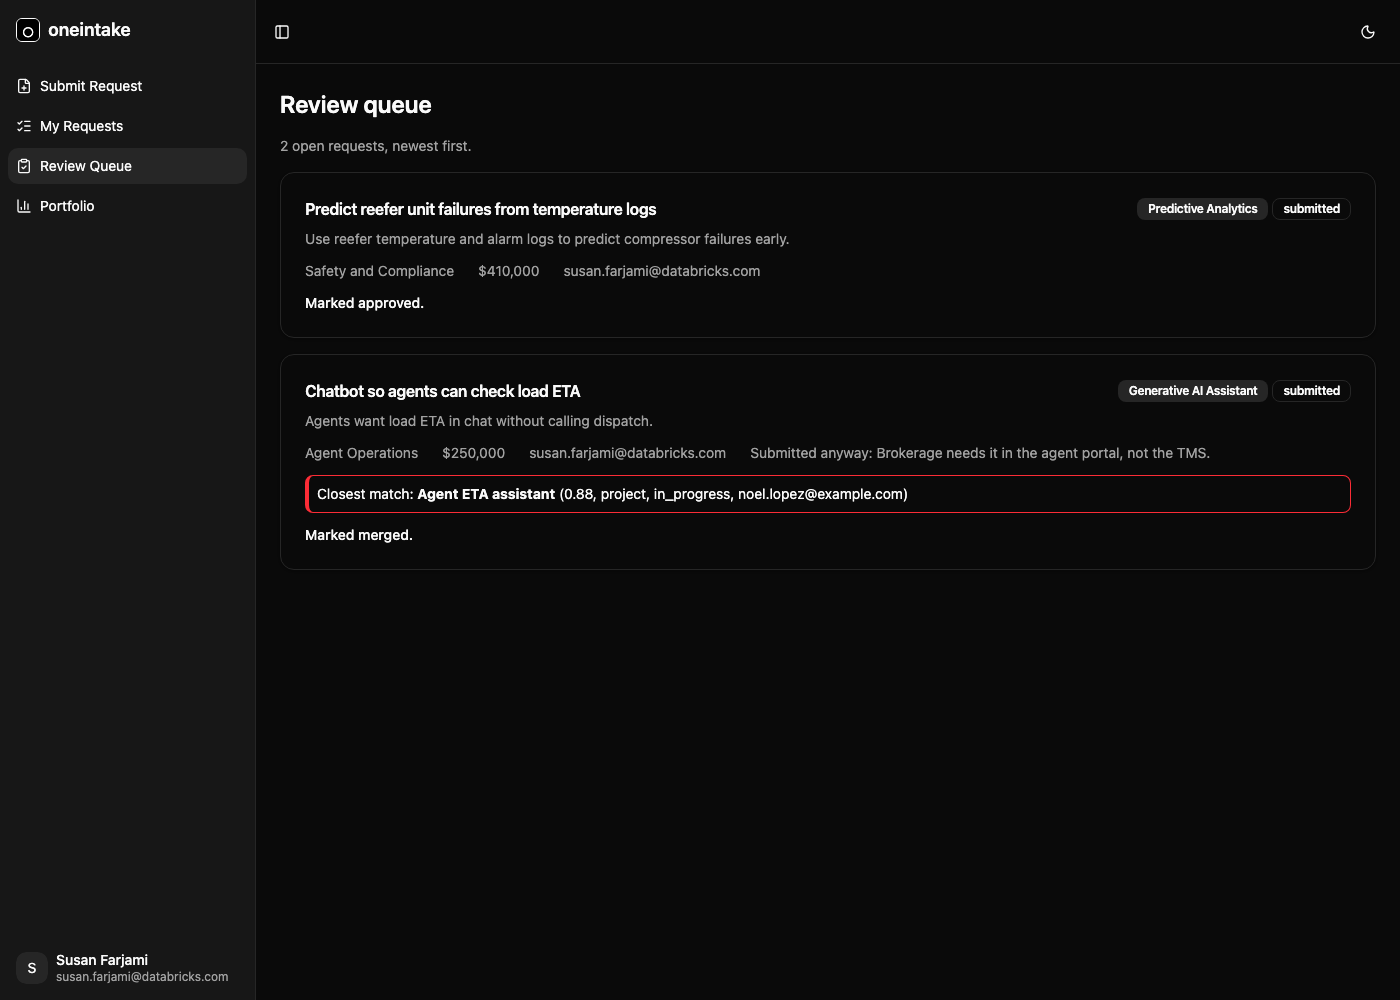 oneintake
Submit Request
My Requests
Review Queue
Portfolio
Review queue
2 open requests, newest first.
Predict reefer unit failures from temperature logs
Predictive Analytics
submitted
Use reefer temperature and alarm logs to predict compressor failures early.
Safety and Compliance $410,000 susan.farjami@databricks.com
Marked approved.
Chatbot so agents can check load ETA
Generative AI Assistant
submitted
Agents want load ETA in chat without calling dispatch.
Agent Operations $250,000 susan.farjami@databricks.com Submitted anyway: Brokerage needs it in the agent portal, not the TMS.
Closest match: Agent ETA assistant (0.88, project, in_progress, noel.lopez@example.com)
Marked merged.
S
Susan Farjami
susan.farjami@databricks.com